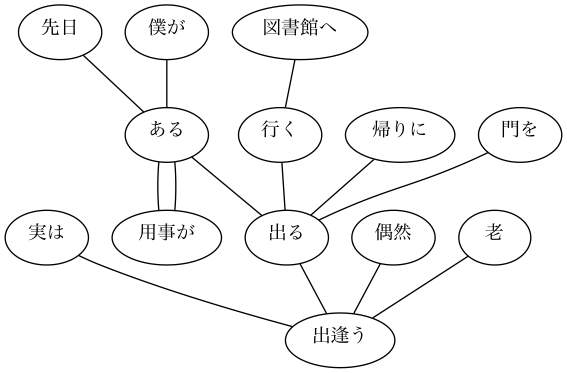 先日 僕が 図書館へ
ある 行く 帰りに 門を
実は 用事が 出る 偶然 老
出逢う